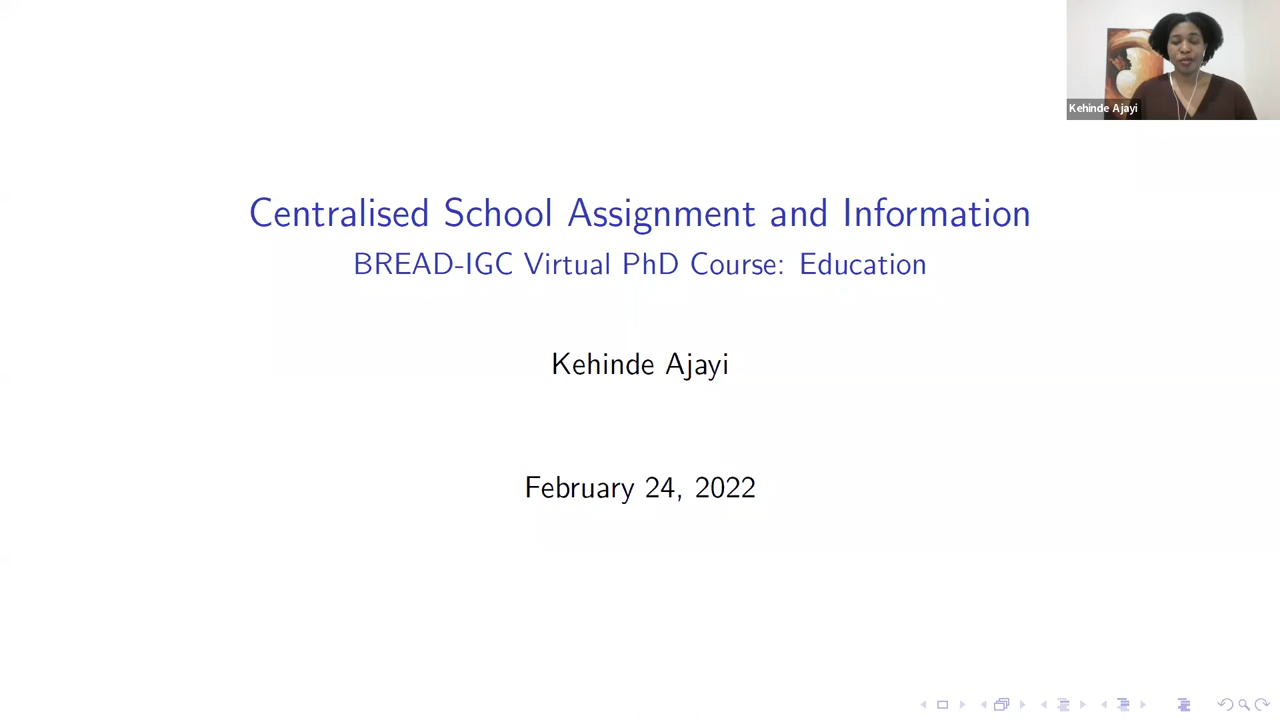 Kehinde Ajayi
Centralised School Assignment and Information
BREAD-IGC Virtual PhD Course: Education
Kehinde Ajayi
February 24, 2022